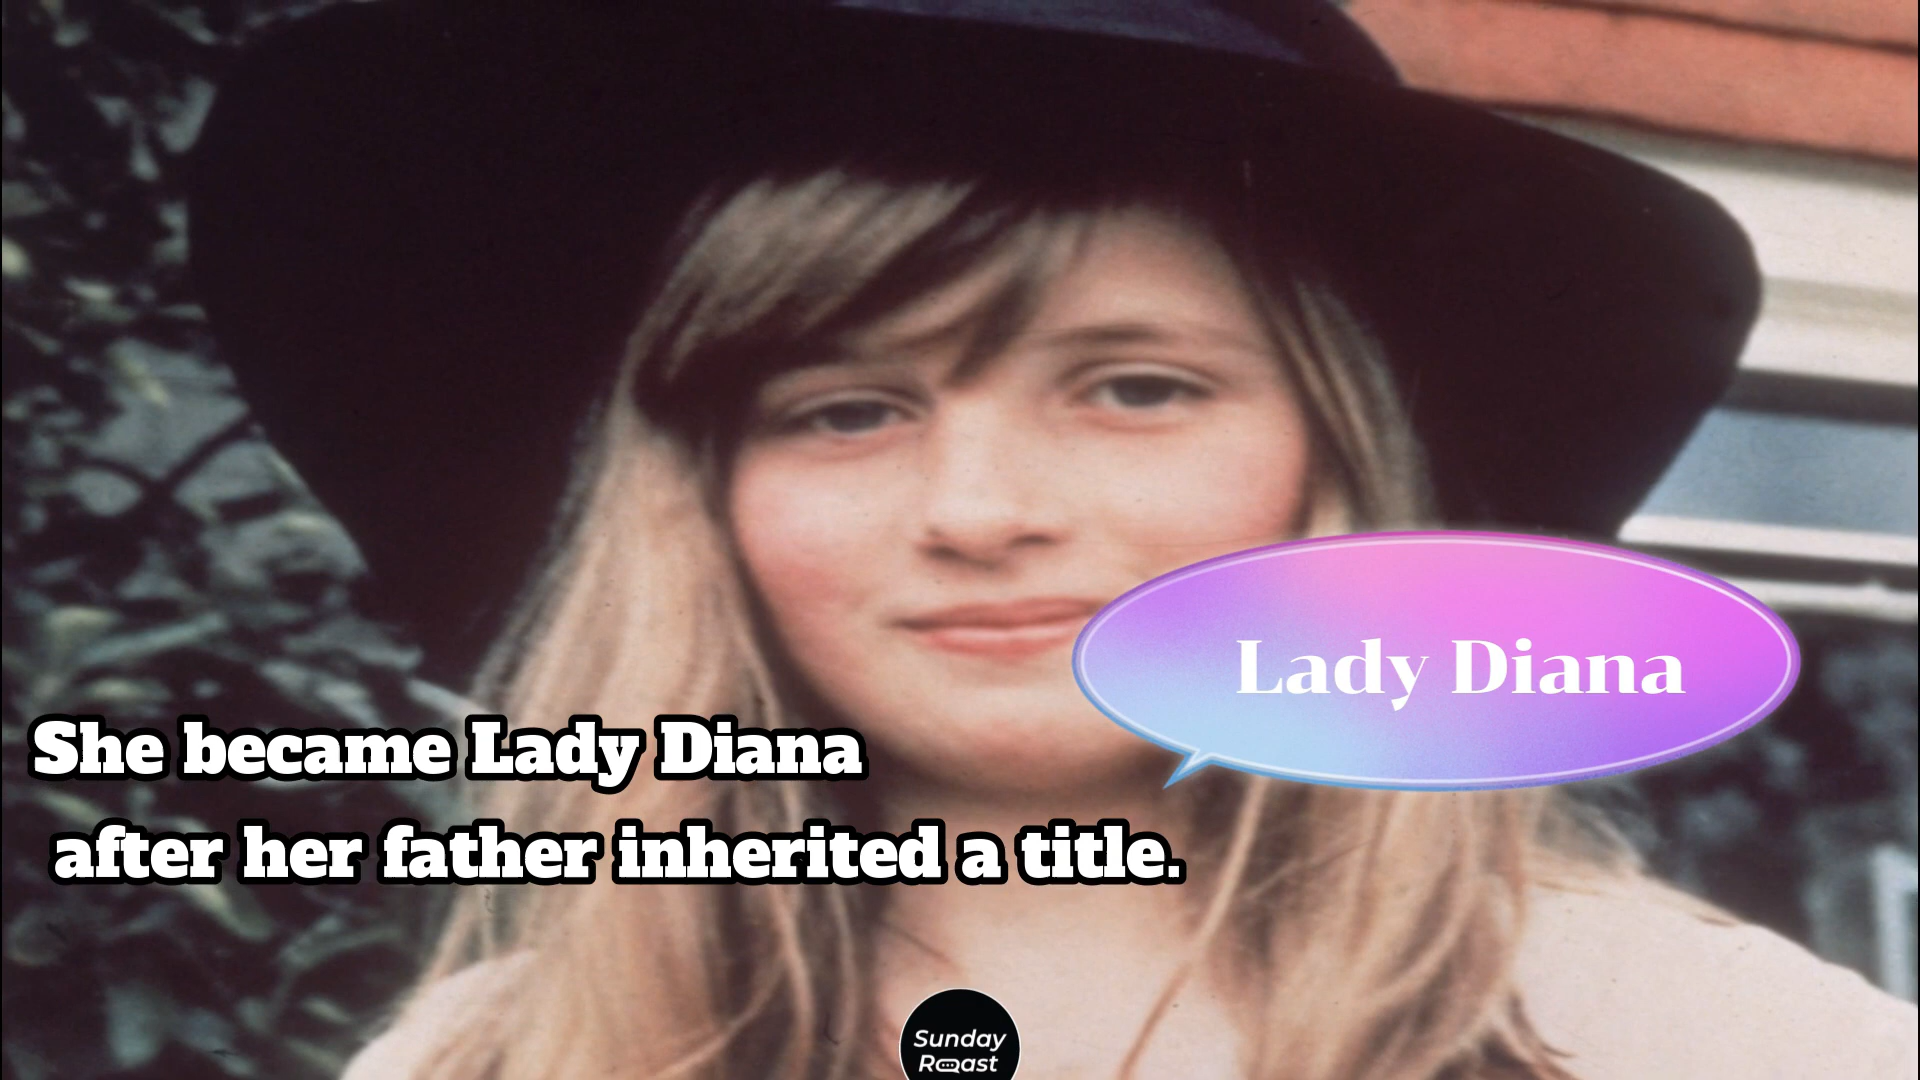 Lady Diana
She became Lady Diana
after her father inherited a title.
Sunday
Roast